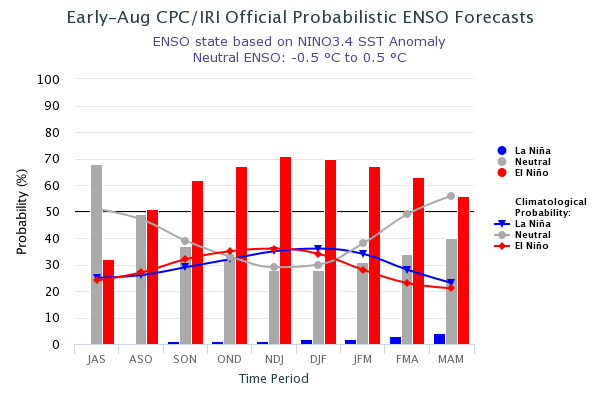 Early-Aug CPC/IRI Official Probabilistic ENSO Forecasts
ENSO state based on NINO3.4 SST Anomaly
Neutral ENSO: -0.5 ºC to 0.5 ºC
Probability (%)
100
90
80
70
60
50
40
30
20
10
0
JAS ASO SON OND NDJ DJF JFM FMA MAM
Time Period
La Niña
Neutral
El Niño
Climatological
Probability:
La Niña
Neutral
El Niño